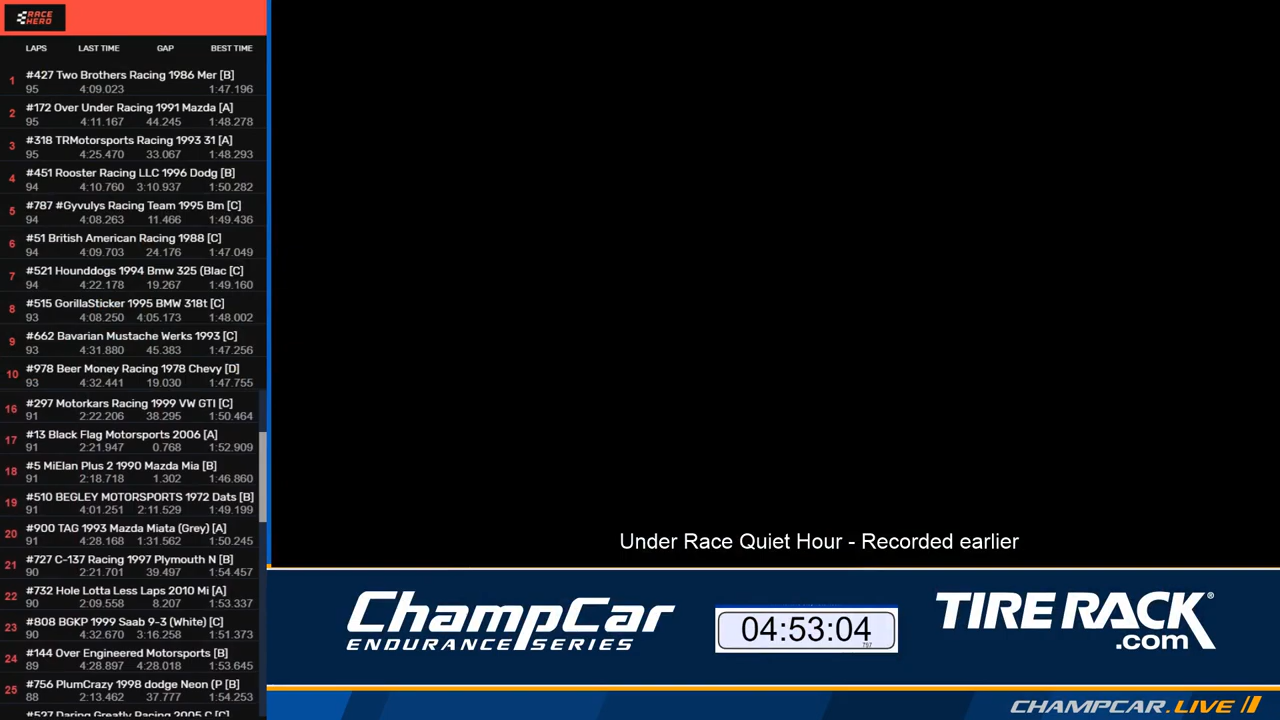 RACE HERO
LAPS LAST TIME GAP BEST TIME
1 #427 Two Brothers Racing 1986 Mer [B]
95 4:09.023 1:47.196
2 #172 Over Under Racing 1991 Mazda [A]
95 4:11.167 44.245 1:48.278
3 #318 TRMotorsports Racing 1993 31 [A]
95 4:25.470 33.067 1:48.293
4 #451 Rooster Racing LLC 1996 Dodg [B]
94 4:10.760 3:10.937 1:50.282
5 #787 #Gyvulys Racing Team 1995 Bm [C]
94 4:08.263 11.466 1:49.436
6 #51 British American Racing 1988 [C]
94 4:09.703 24.176 1:47.049
7 #521 Hounddogs 1994 Bmw 325 (Blac [C]
94 4:22.178 19.267 1:49.160
8 #515 GorillaSticker 1995 BMW 318t [C]
93 4:08.250 4:05.173 1:48.002
9 #662 Bavarian Mustache Werks 1993 [C]
93 4:31.880 45.383 1:47.256
10 #978 Beer Money Racing 1978 Chevy [D]
93 4:32.441 19.030 1:47.755
16 #297 Motorkars Racing 1999 VW GTI [C]
91 2:22.206 38.295 1:50.464
17 #13 Black Flag Motorsports 2006 [A]
91 2:21.947 0.768 1:52.909
18 #5 MiElan Plus 2 1990 Mazda Mia [B]
91 2:18.718 1.302 1:46.860
19 #510 BEGLEY MOTORSPORTS 1972 Dats [B]
91 4:01.251 2:11.529 1:49.199
20 #900 TAG 1993 Mazda Miata (Grey) [A]
91 4:28.168 1:31.562 1:50.245
21 #727 C-137 Racing 1997 Plymouth N [B]
90 2:21.701 39.497 1:54.457
22 #732 Hole Lotta Less Laps 2010 Mi [A]
90 2:09.558 8.207 1:53.337
23 #808 BGKP 1999 Saab 9-3 (White) [C]
90 4:32.670 3:16.258 1:51.373
24 #144 Over Engineered Motorsports [B]
89 4:28.897 4:28.018 1:53.645
25 #756 PlumCrazy 1998 dodge Neon (P [B]
88 2:13.462 37.777 1:54.253
#527 Daring Greatly Racing 2005 C [C]
Under Race Quiet Hour - Recorded earlier
ChampCar
ENDURANCE SERIES
04:53:04
TIRE RACK®
.com
CHAMPCAR.LIVE